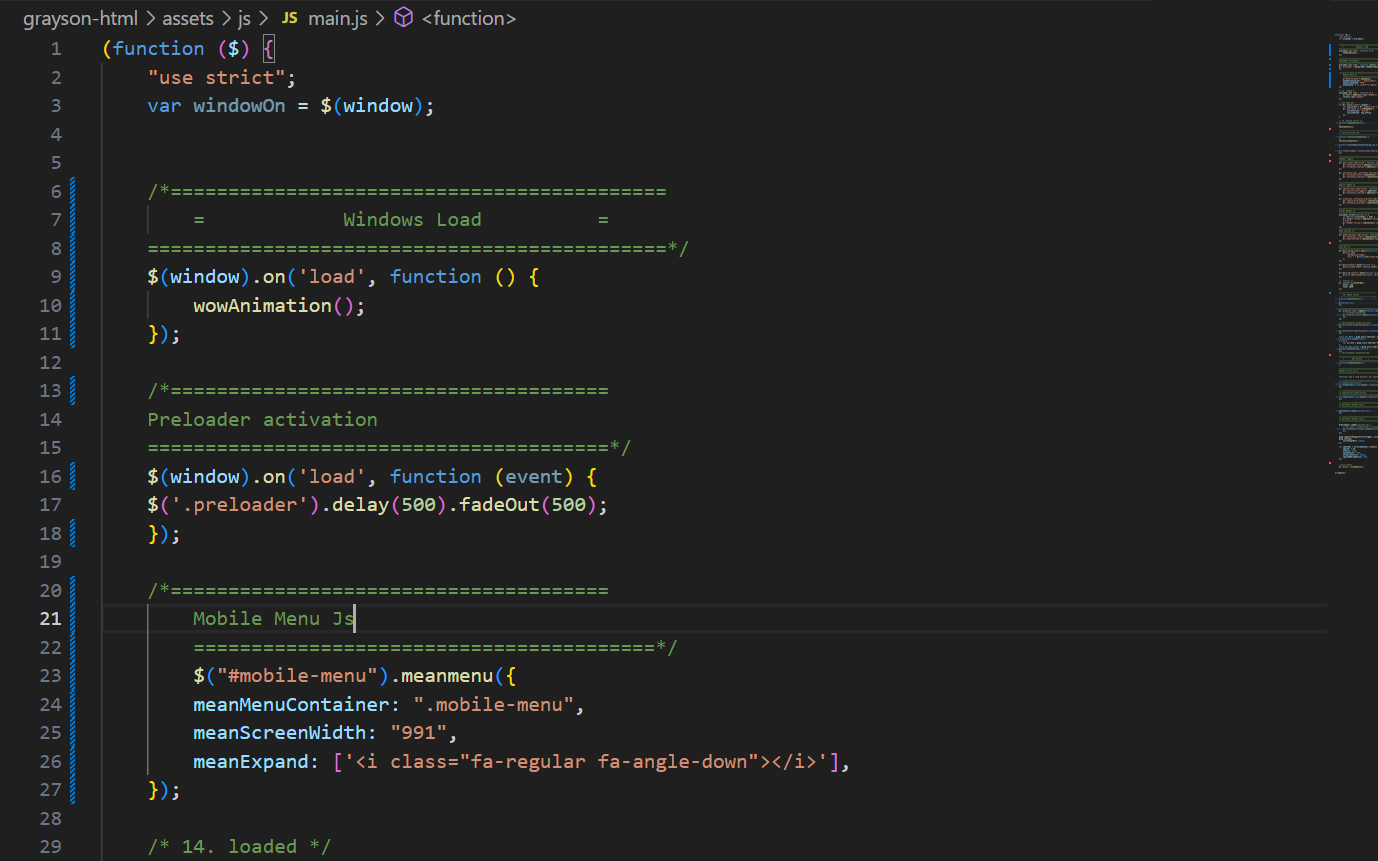 grayson-html > assets > js > JS main.js > <function>
1 (function ($) {
2 "use strict";
3 var windowOn = $(window);
4
5
6 /*===========================================
7 = Windows Load =
8 =============================================*/
9 $(window).on('load', function () {
10 wowAnimation();
11 });
12
13 /*======================================
14 Preloader activation
15 ========================================*/
16 $(window).on('load', function (event) {
17 $('.preloader').delay(500).fadeOut(500);
18 });
19
20 /*======================================
21 Mobile Menu Js
22 ========================================*/
23 $("#mobile-menu").meanmenu({
24 meanMenuContainer: ".mobile-menu",
25 meanScreenWidth: "991",
26 meanExpand: ['<i class="fa-regular fa-angle-down"></i>'],
27 });
28
29 /* 14. loaded */